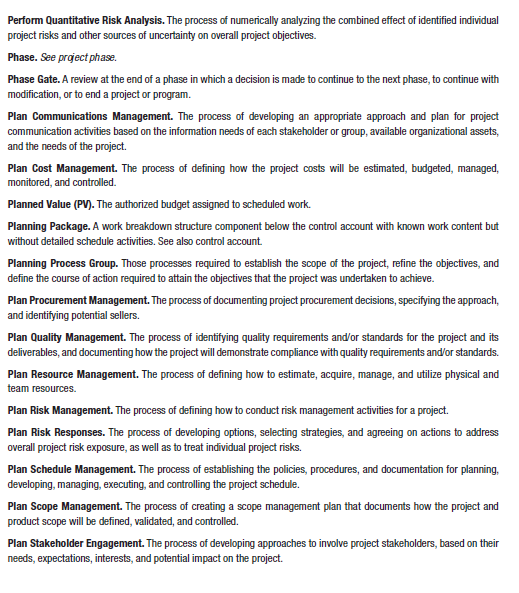 Perform Quantitative Risk Analysis. The process of numerically analyzing the combined effect of identified individual
project risks and other sources of uncertainty on overall project objectives.
Phase. See project phase.
Phase Gate. A review at the end of a phase in which a decision is made to continue to the next phase, to continue with
modification, or to end a project or program.
Plan Communications Management. The process of developing an appropriate approach and plan for project
communication activities based on the information needs of each stakeholder or group, available organizational assets,
and the needs of the project.
Plan Cost Management. The process of defining how the project costs will be estimated, budgeted, managed,
monitored, and controlled.
Planned Value (PV). The authorized budget assigned to scheduled work.
Planning Package. A work breakdown structure component below the control account with known work content but
without detailed schedule activities. See also control account.
Planning Process Group. Those processes required to establish the scope of the project, refine the objectives, and
define the course of action required to attain the objectives that the project was undertaken to achieve.
Plan Procurement Management. The process of documenting project procurement decisions, specifying the approach,
and identifying potential sellers.
Plan Quality Management. The process of identifying quality requirements and/or standards for the project and its
deliverables, and documenting how the project will demonstrate compliance with quality requirements and/or standards.
Plan Resource Management. The process of defining how to estimate, acquire, manage, and utilize physical and
team resources.
Plan Risk Management. The process of defining how to conduct risk management activities for a project.
Plan Risk Responses. The process of developing options, selecting strategies, and agreeing on actions to address
overall project risk exposure, as well as to treat individual project risks.
Plan Schedule Management. The process of establishing the policies, procedures, and documentation for planning,
developing, managing, executing, and controlling the project schedule.
Plan Scope Management. The process of creating a scope management plan that documents how the project and
product scope will be defined, validated, and controlled.
Plan Stakeholder Engagement. The process of developing approaches to involve project stakeholders, based on their
needs, expectations, interests, and potential impact on the project.